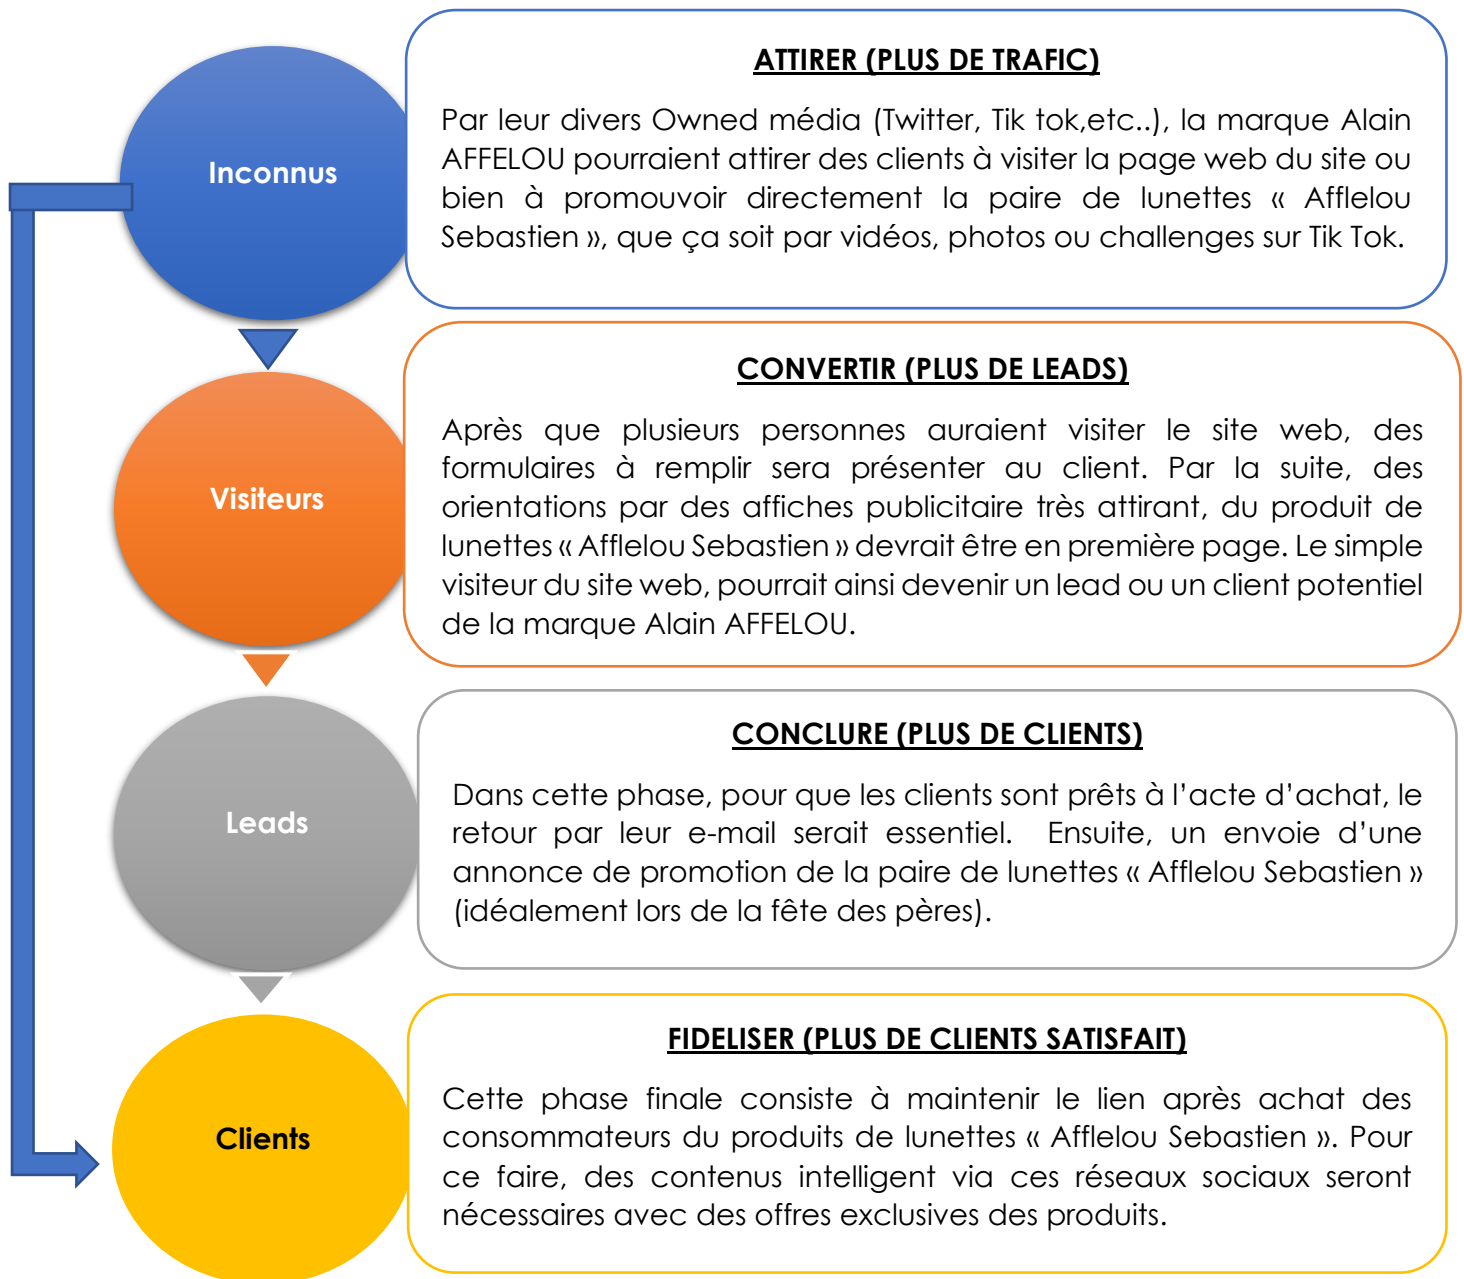 Inconnus
ATTIRER (PLUS DE TRAFIC)
Par leur divers Owned média (Twitter, Tik tok,etc..), la marque Alain
AFFELOU pourraient attirer des clients à visiter la page web du site ou
bien à promouvoir directement la paire de lunettes « Afflelou
Sebastien », que ça soit par vidéos, photos ou challenges sur Tik Tok.
Visiteurs
CONVERTIR (PLUS DE LEADS)
Après que plusieurs personnes auraient visiter le site web, des
formulaires à remplir sera présenter au client. Par la suite, des
orientations par des affiches publicitaire très attirant, du produit de
lunettes « Afflelou Sebastien » devrait être en première page. Le simple
visiteur du site web, pourrait ainsi devenir un lead ou un client potentiel
de la marque Alain AFFELOU.
Leads
CONCLURE (PLUS DE CLIENTS)
Dans cette phase, pour que les clients sont prêts à l’acte d’achat, le
retour par leur e-mail serait essentiel. Ensuite, un envoie d’une
annonce de promotion de la paire de lunettes « Afflelou Sebastien »
(idéalement lors de la fête des pères).
Clients
FIDELISER (PLUS DE CLIENTS SATISFAIT)
Cette phase finale consiste à maintenir le lien après achat des
consommateurs du produits de lunettes « Afflelou Sebastien ». Pour
ce faire, des contenus intelligent via ces réseaux sociaux seront
nécessaires avec des offres exclusives des produits.